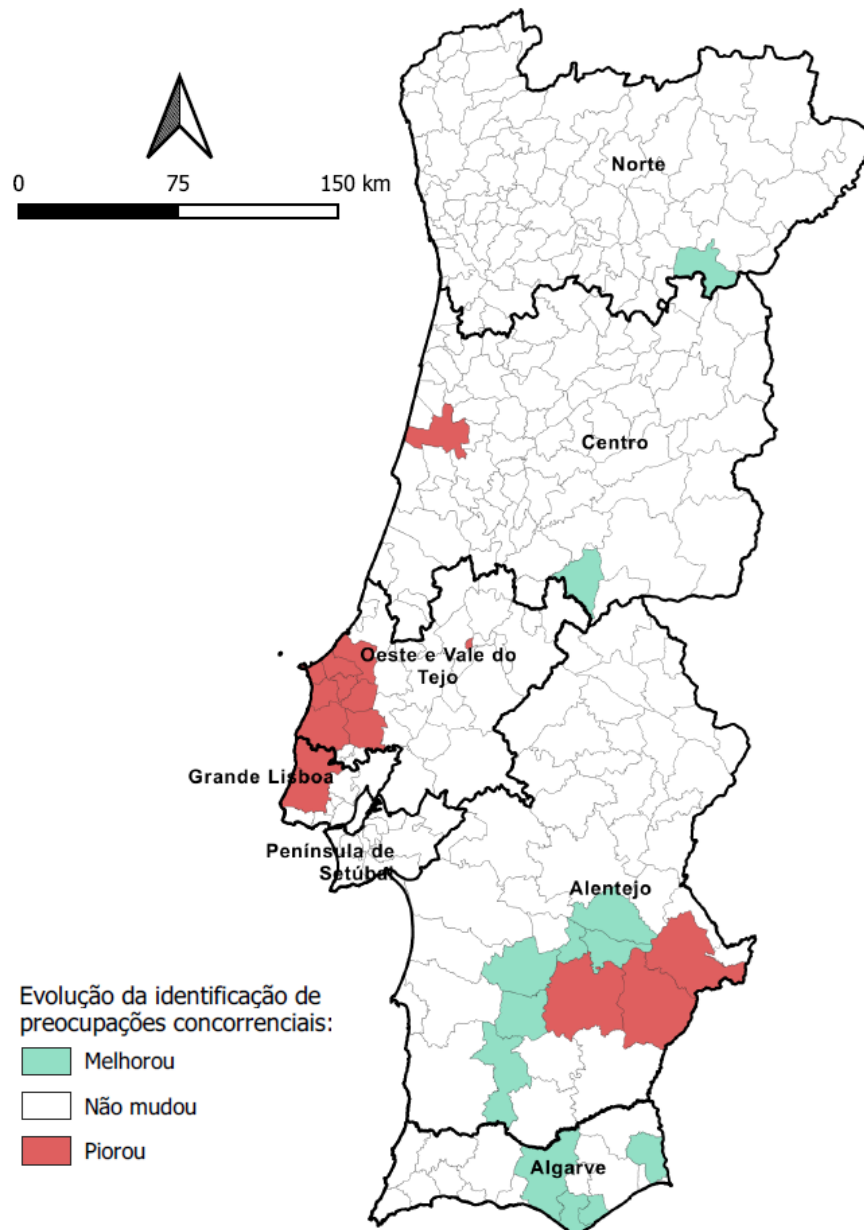 Norte
0 75 150 km
Centro
Oeste e Vale do
Tejo
Grande Lisboa
Península de
Setúbal
Alentejo
Evolução da identificação de
preocupações concorrenciais:
Melhorou
Não mudou
Piorou
Algarve